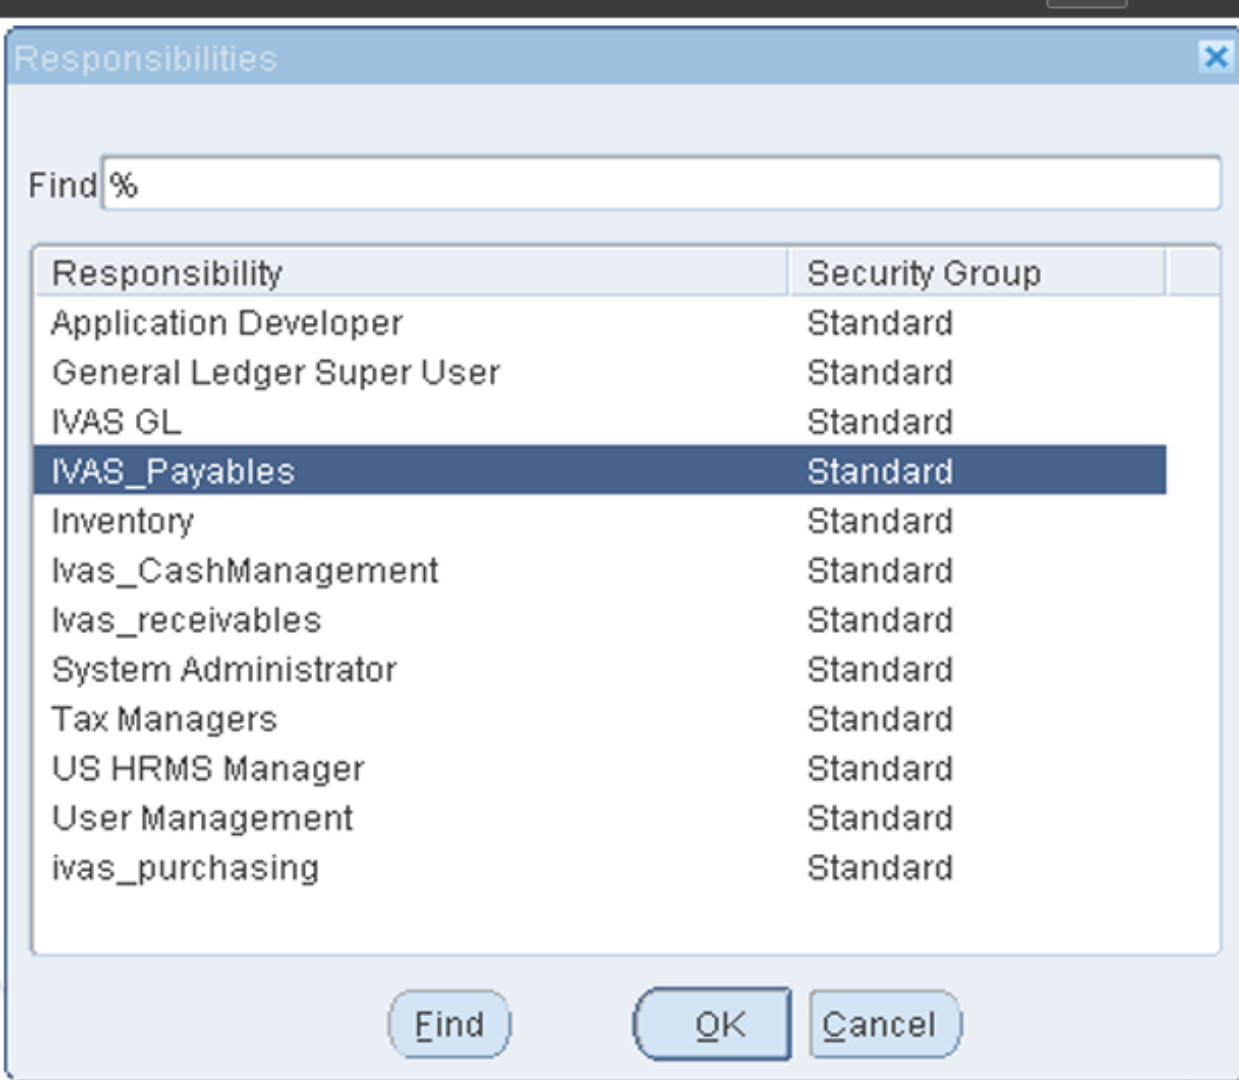 Responsibilities
Find %
Responsibility Security Group
Application Developer Standard
General Ledger Super User Standard
IVAS GL Standard
IVAS_Payables Standard
Inventory Standard
Ivas_CashManagement Standard
Ivas_receivables Standard
System Administrator Standard
Tax Managers Standard
US HRMS Manager Standard
User Management Standard
ivas_purchasing Standard
Find OK Cancel